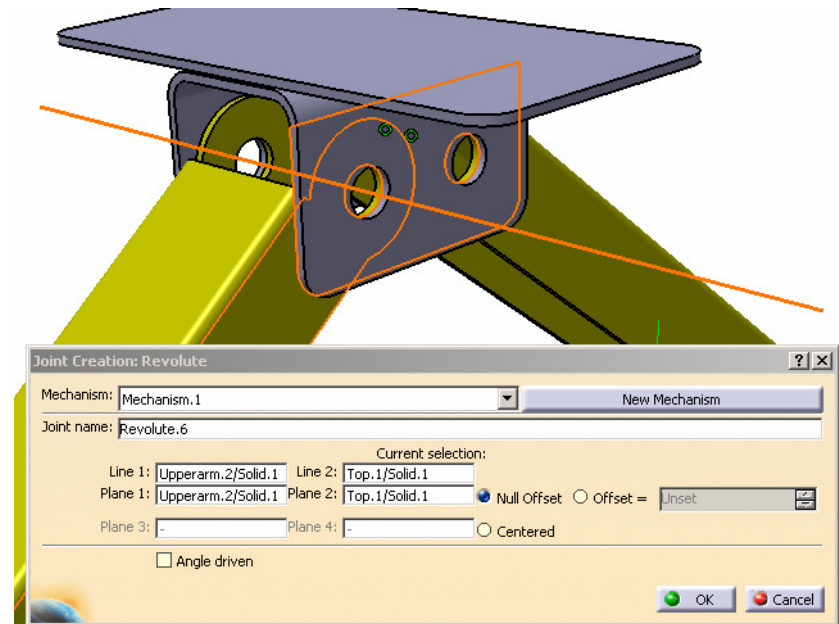 Joint Creation: Revolute
Mechanism: Mechanism.1 New Mechanism
Joint name: Revolute.6
Current selection:
Line 1: Upperarm.2/Solid.1 Line 2: Top.1/Solid.1
Plane 1: Upperarm.2/Solid.1 Plane 2: Top.1/Solid.1 Null Offset Offset = Unset
Plane 3: - Plane 4: - Centered
Angle driven
OK Cancel